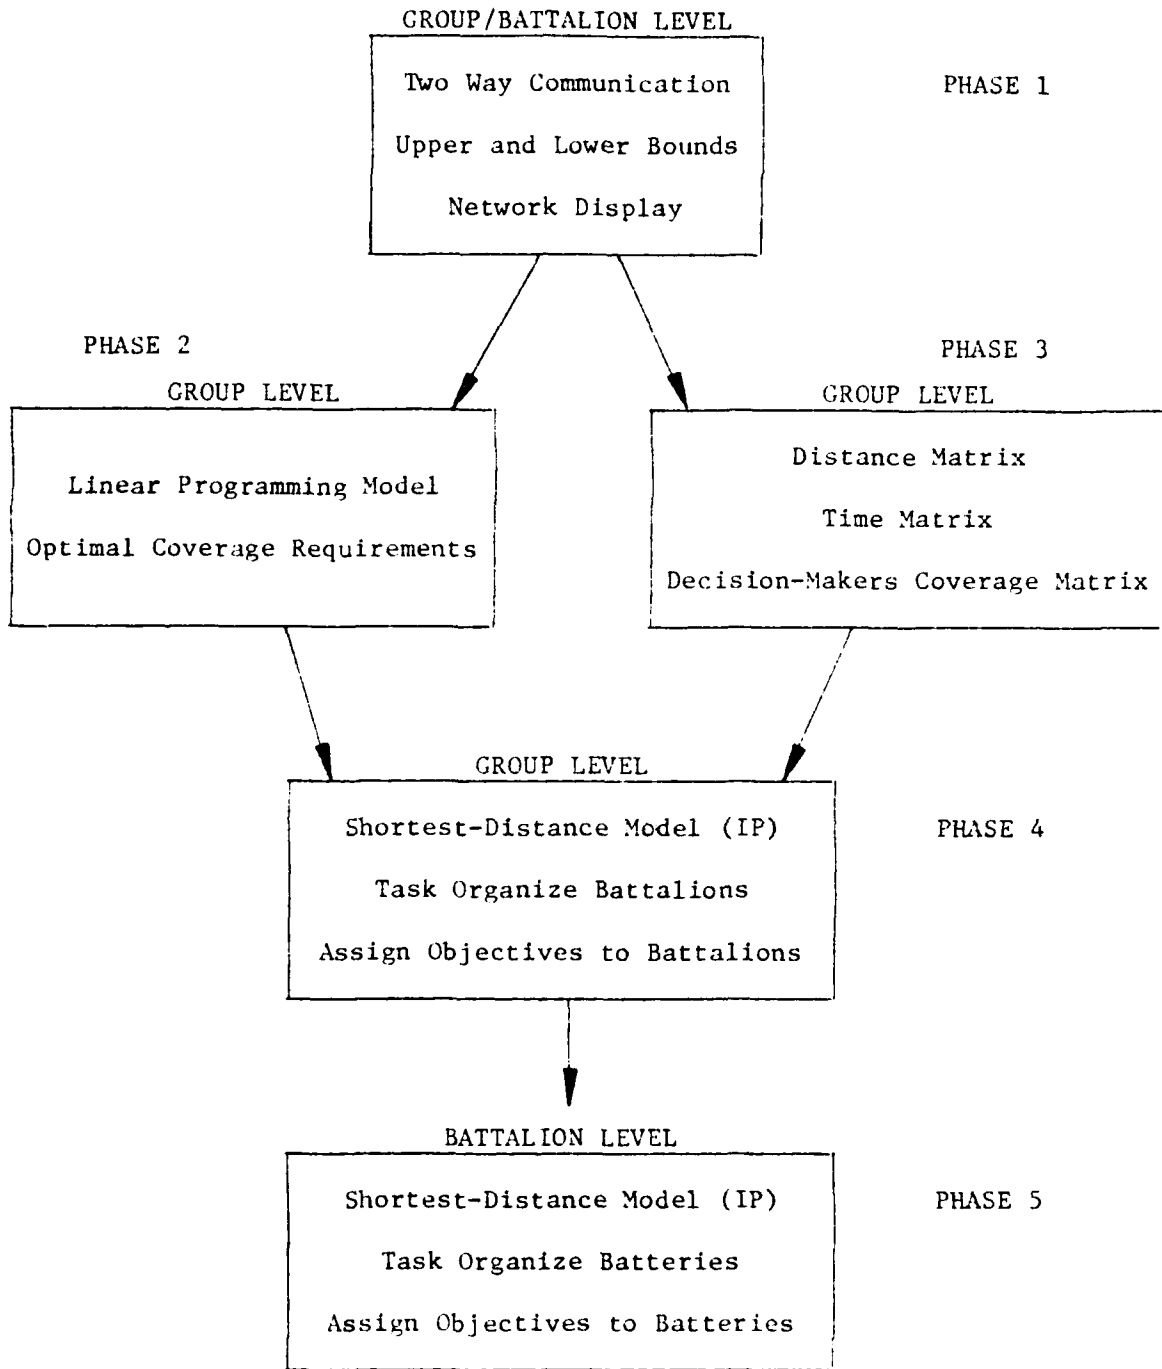 GROUP/BATTALION LEVEL
Two Way Communication
PHASE 1
Upper and Lower Bounds
Network Display
PHASE 2
PHASE 3
GROUP LEVEL
GROUP LEVEL
Linear Programming Model
Optimal Coverage Requirements
Distance Matrix
Time Matrix
Decision-Makers Coverage Matrix
GROUP LEVEL
Shortest-Distance Model (IP)
PHASE 4
Task Organize Battalions
Assign Objectives to Battalions
BATTALION LEVEL
Shortest-Distance Model (IP)
PHASE 5
Task Organize Batteries
Assign Objectives to Batteries